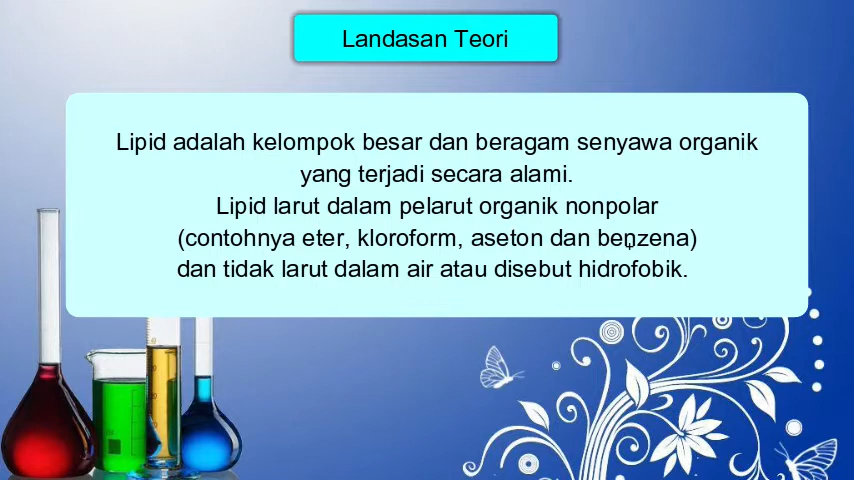 Landasan Teori
Lipid adalah kelompok besar dan beragam senyawa organik
yang terjadi secara alami.
Lipid larut dalam pelarut organik nonpolar
(contohnya eter, kloroform, aseton dan benzena)
dan tidak larut dalam air atau disebut hidrofobik.